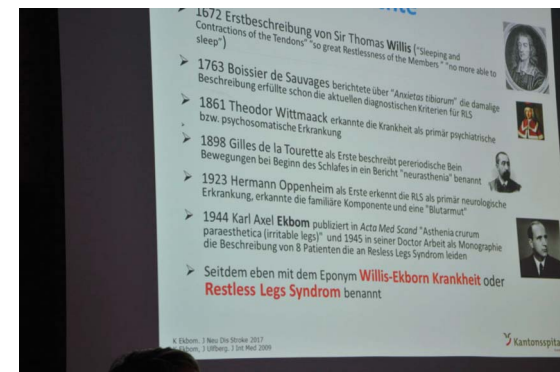 1672 Erstbeschreibung von Sir Thomas Willis ("Sleeping and
Contractions of the Tendons" "so great Restlessness of the Members " "no more able to
sleep")
➢ 1763 Boissier de Sauvages berichtete über "Anxietas tibiarum" die damalige
Beschreibung erfüllte schon die aktuellen diagnostischen Kriterien für RLS
➢ 1861 Theodor Wittmaack erkannte die Krankheit als primär psychiatrische
bzw. psychosomatische Erkrankung
➢ 1898 Gilles de la Tourette als Erste beschreibt pereriodische Bein
Bewegungen bei Beginn des Schlafes in ein Bericht "neurasthenia" benannt
➢ 1923 Hermann Oppenheim als Erste erkennt die RLS als primär neurologische
Erkrankung, erkannte die familiäre Komponente und eine "Blutarmut"
➢ 1944 Karl Axel Ekbom publiziert in Acta Med Scand "Asthenia crurum
paraesthetica (irritable legs)" und 1945 in seiner Doctor Arbeit als Monographie
die Beschreibung von 8 Patienten die an Resless Legs Syndrom leiden
➢ Seitdem eben mit dem Eponym Willis-Ekborn Krankheit oder
Restless Legs Syndrom benannt
K Ekbom. J Neu Dis Stroke 2017
Ekbom, J Ulfberg. J Int Med 2009
Kantonsspita